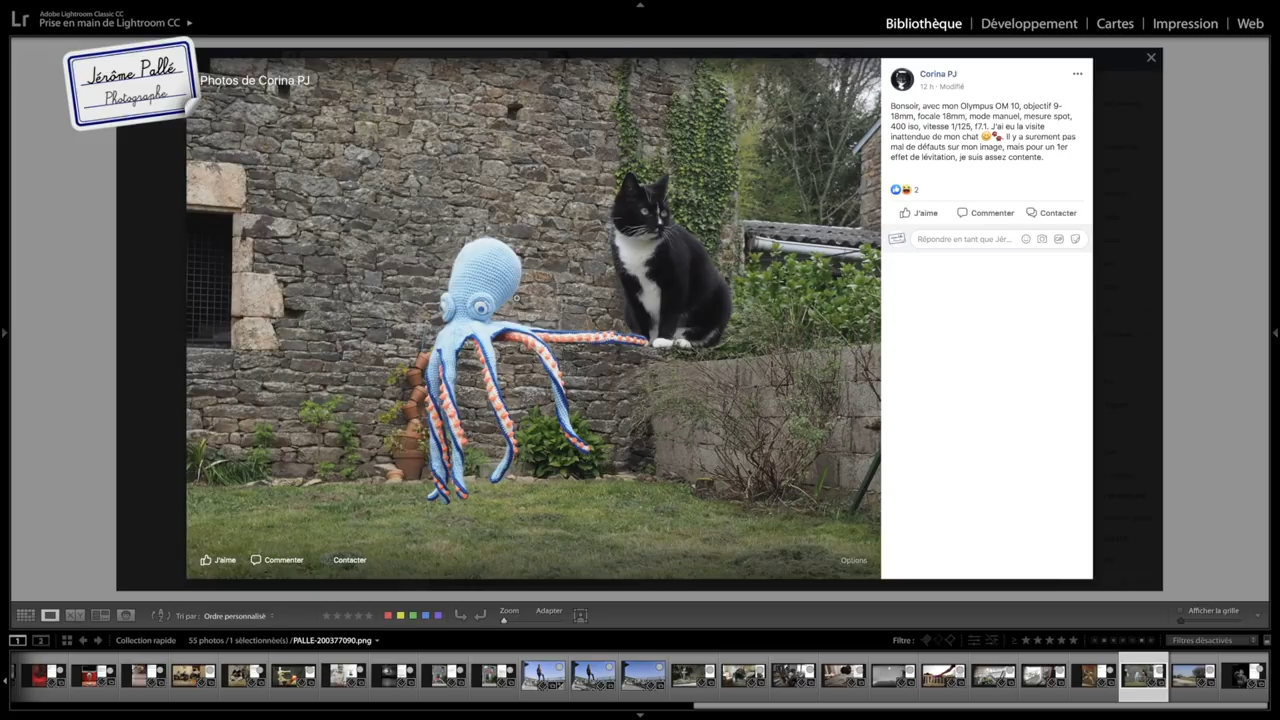 Adobe Lightroom Classic CC
Lr Prise en main de Lightroom CC
Bibliothèque | Développement | Cartes | Impression | Web
Jérôme Pallé
Photographe
Photos de Corina PJ
Corina PJ
12 h · Modifié
Bonsoir, avec mon Olympus OM 10, objectif 9-
18mm, focale 18mm, mode manuel, mesure spot,
400 iso, vitesse 1/125, f7.1. J'ai eu la visite
inattendue de mon chat. Il y a surement pas
mal de défauts sur mon image, mais pour un 1er
effet de lévitation, je suis assez contente.
2
J'aime Commenter Contacter
Répondre en tant que Jér...
J'aime Commenter Contacter
Options
Tri par : Ordre personnalisé
Zoom Adapter
Afficher la grille
1 2 Collection rapide 55 photos /1 sélectionnée(s) /PALLE-200377090.png
Filtre : Filtres désactivés